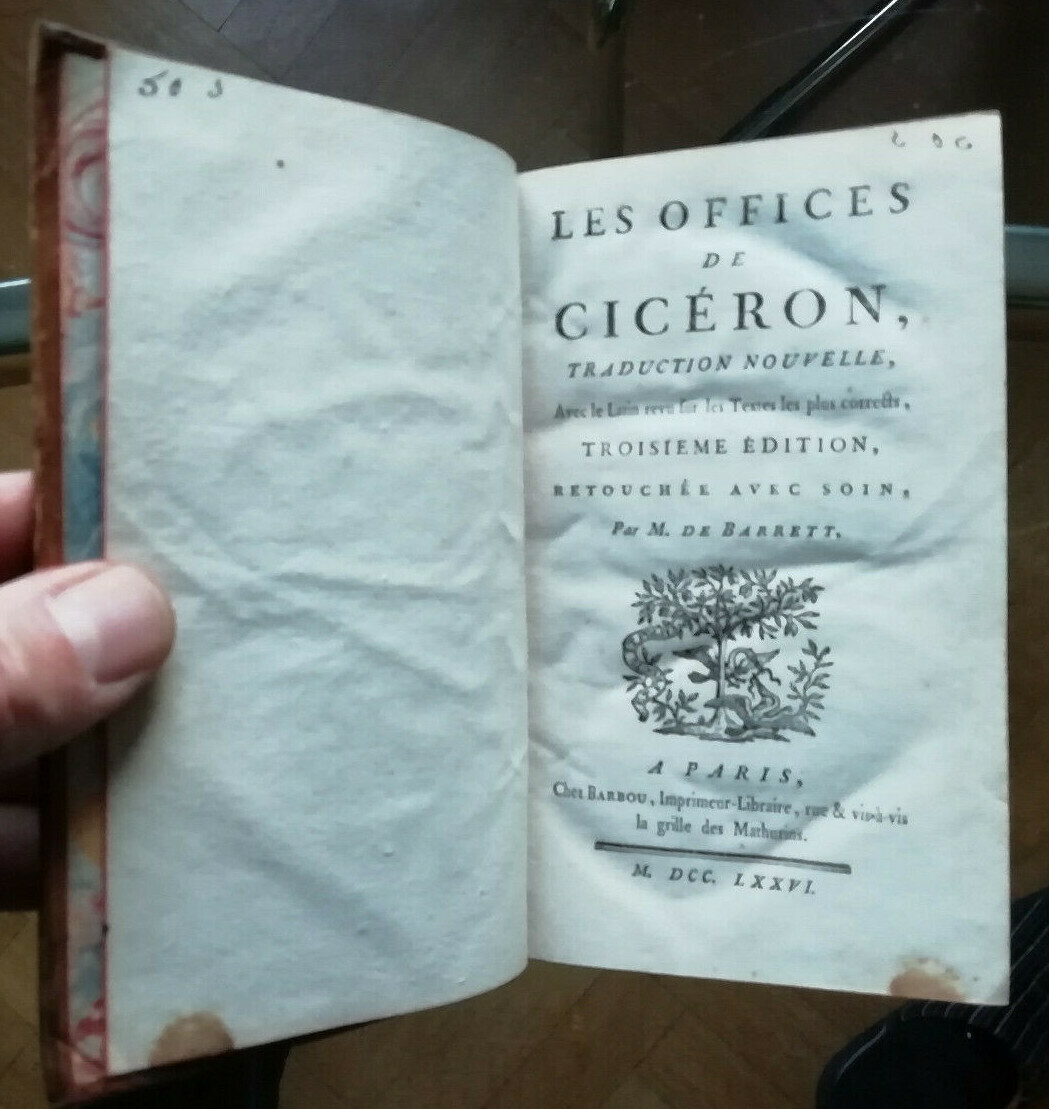 LES OFFICES
DE
CICÉRON,
TRADUCTION NOUVELLE,
Avec le Latin revu ſur les Textes les plus corrects,
TROISIEME ÉDITION,
RETOUCHÉE AVEC SOIN,
Par M. DE BARRETT.
A PARIS,
Chez BARBOU, Imprimeur-Libraire, rue & vis-à-vis
la grille des Mathurins.
M. DCC. LXXVI.